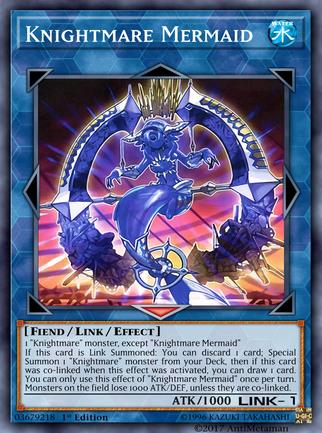 Knightmare Mermaid
WATER
水
[Fiend / Link / Effect]
1 "Knightmare" monster, except "Knightmare Mermaid"
If this card is Link Summoned: You can discard 1 card; Special
Summon 1 "Knightmare" monster from your Deck, then if this card
was co-linked when this effect was activated, you can draw 1 card.
You can only use this effect of "Knightmare Mermaid" once per turn.
Monsters on the field lose 1000 ATK/DEF, unless they are co-linked.
ATK/1000 LINK- 1
03679218 1st Edition ©1996 KAZUKI TAKAHASHI
©2017 AntiMetaman